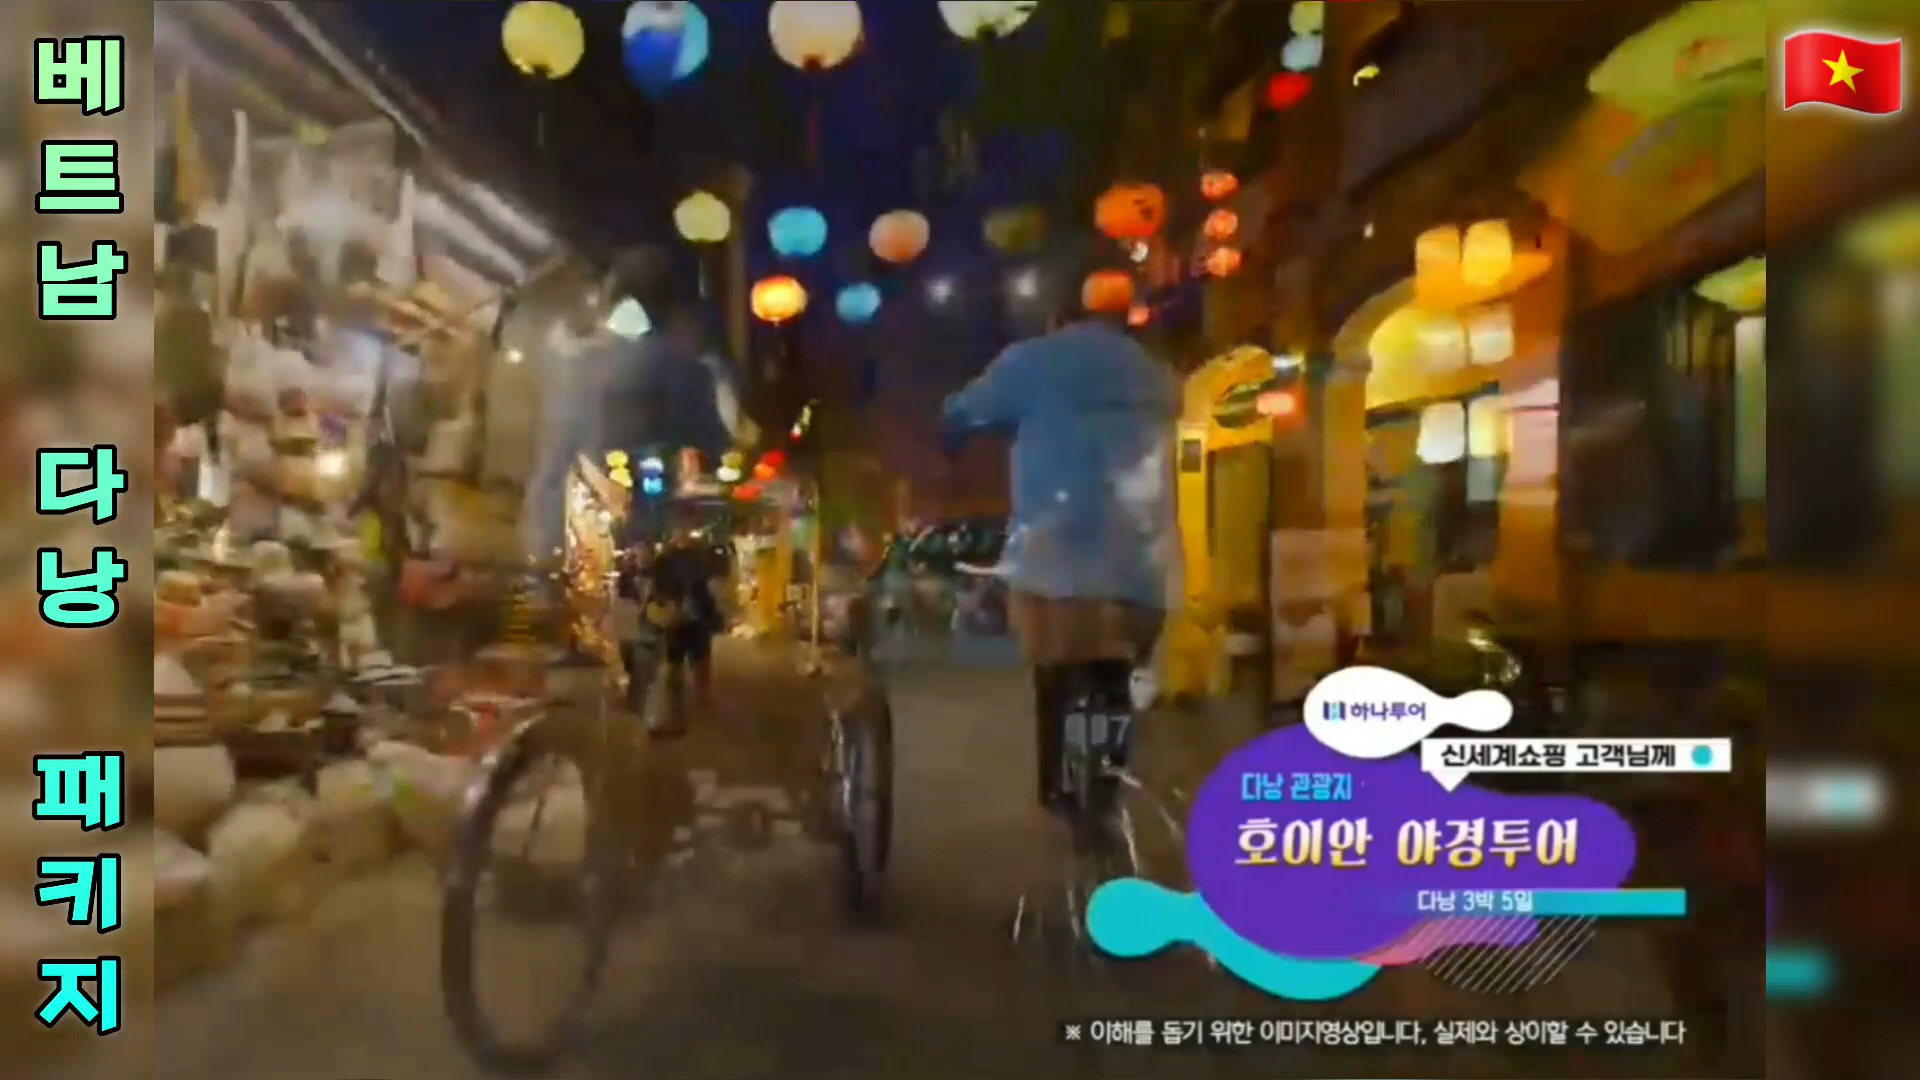 베트남 다낭 패키지
하나투어
신세계쇼핑 고객님께
다낭 관광지
호이안 야경투어
다낭 3박 5일
※ 이해를 돕기 위한 이미지영상입니다, 실제와 상이할 수 있습니다